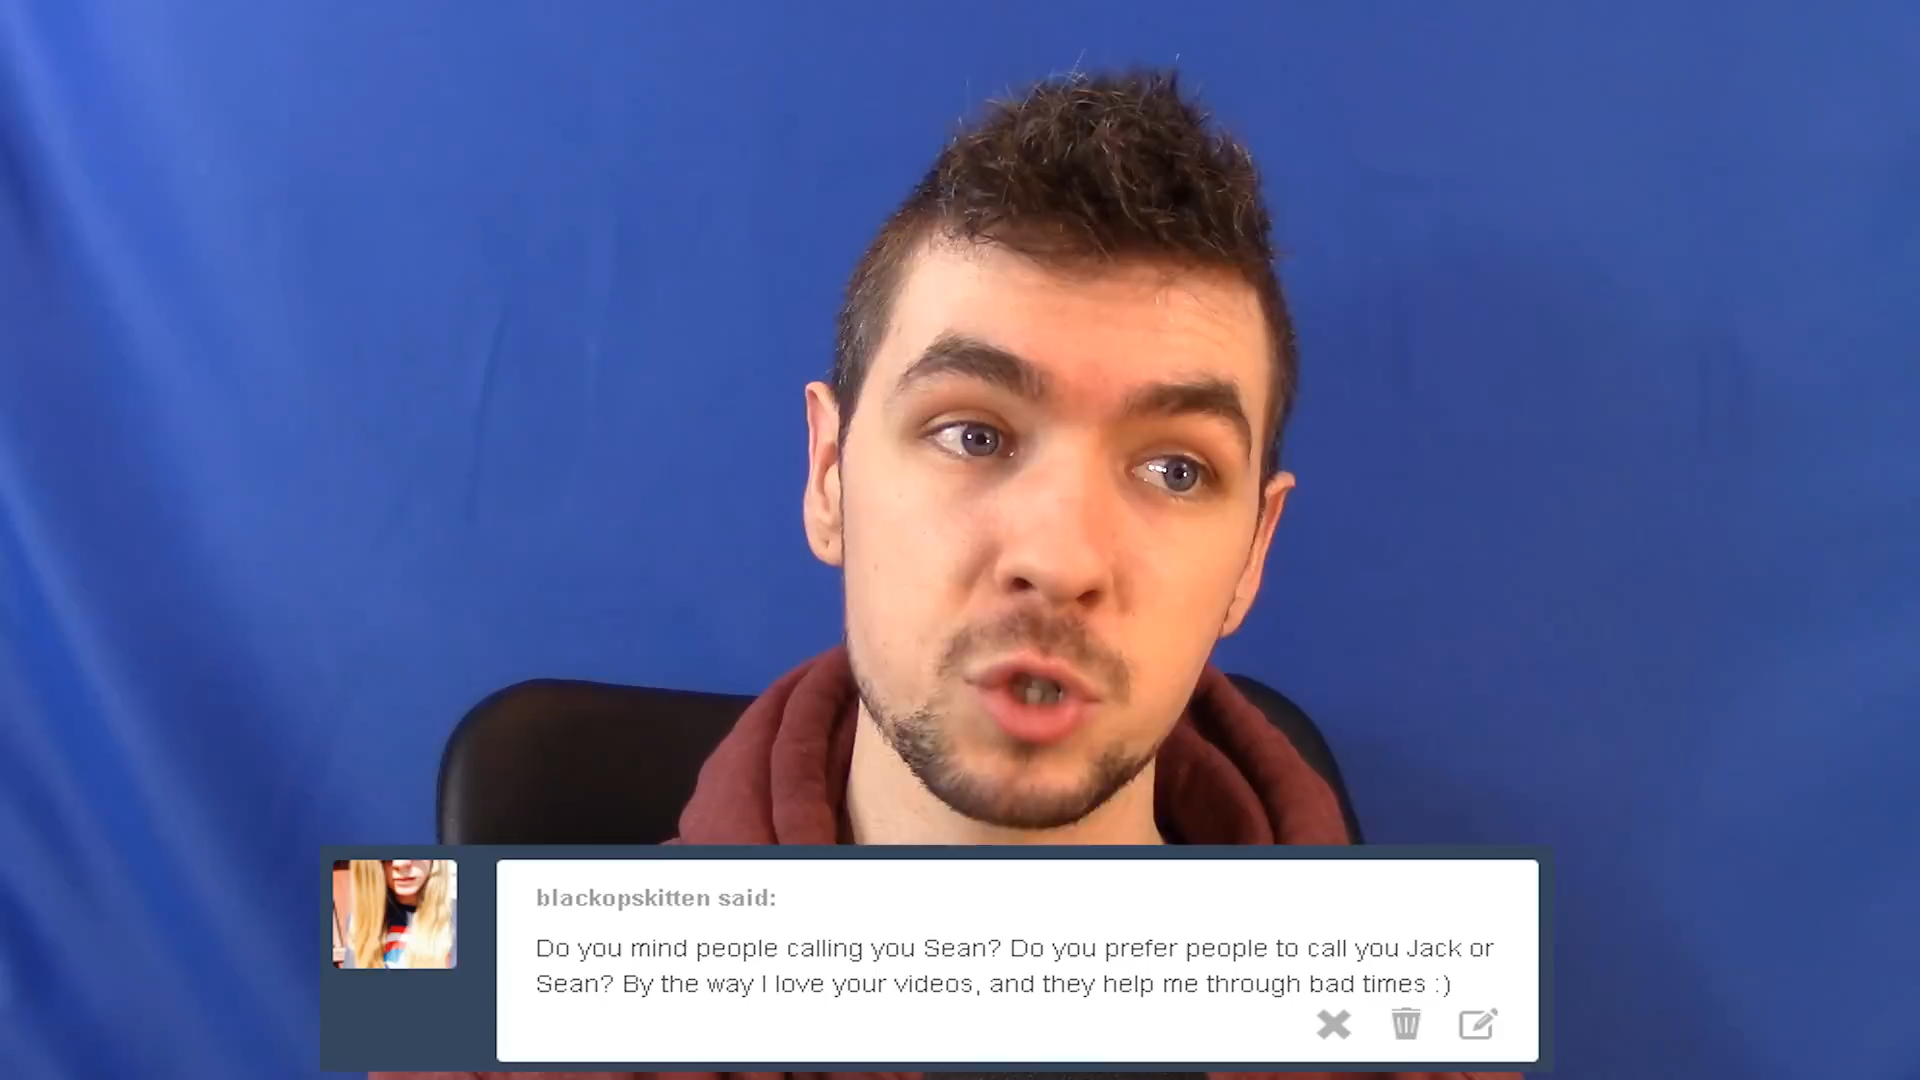 blackopskitten said:
Do you mind people calling you Sean? Do you prefer people to call you Jack or
Sean? By the way I love your videos, and they help me through bad times :)